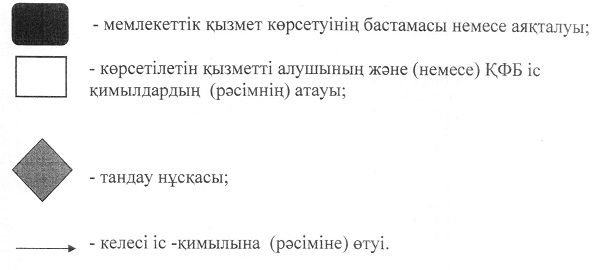 - мемлекеттік қызмет көрсетуінің бастамасы немесе аяқталуы;
- көрсетілетін қызметті алушының және (немесе) ҚФБ іс
қимылдардың (рәсімнің) атауы;
- тандау нұсқасы;
- келесі іс -қимылына (рәсіміне) өтуі.